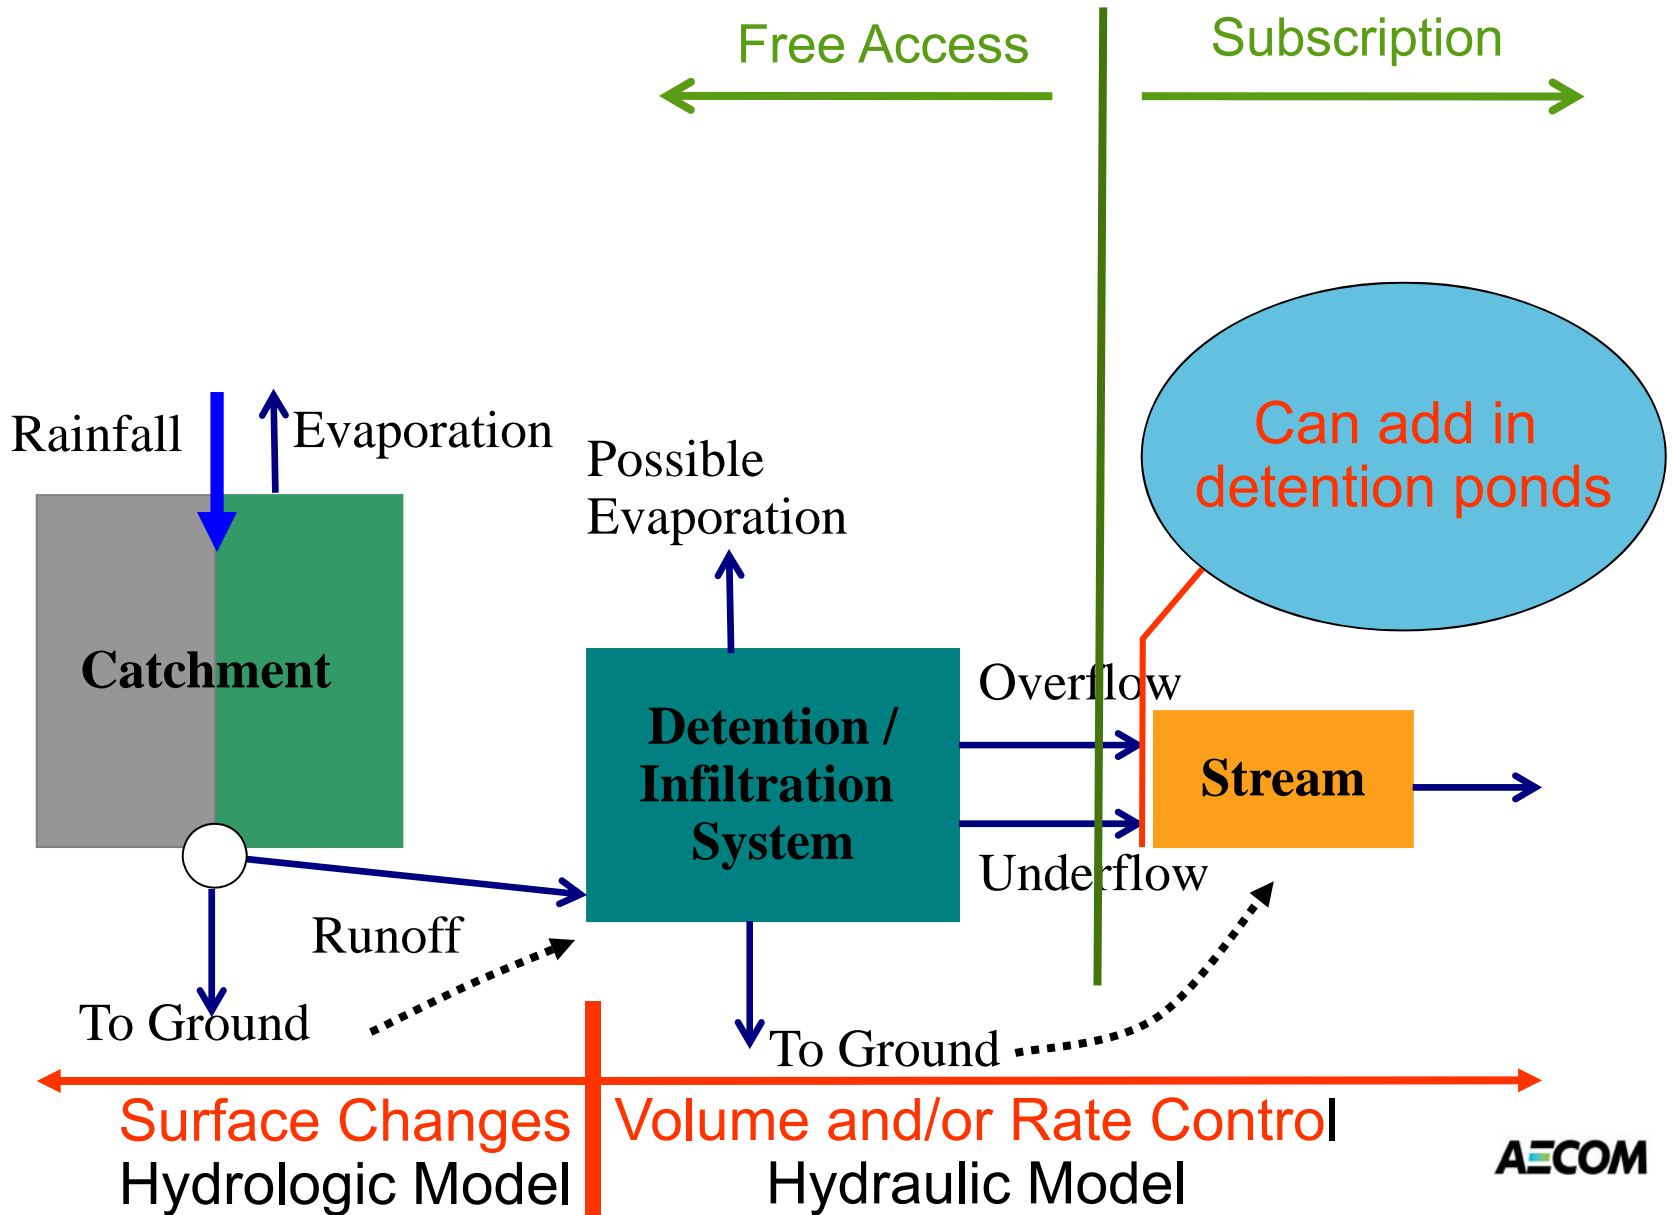 Free Access
Subscription
Rainfall
Evaporation
Possible
Evaporation
Can add in
detention ponds
Catchment
Detention /
Infiltration
System
Overflow
Underflow
Stream
Runoff
To Ground
To Ground
Surface Changes
Hydrologic Model
Volume and/or Rate Control
Hydraulic Model
AECOM